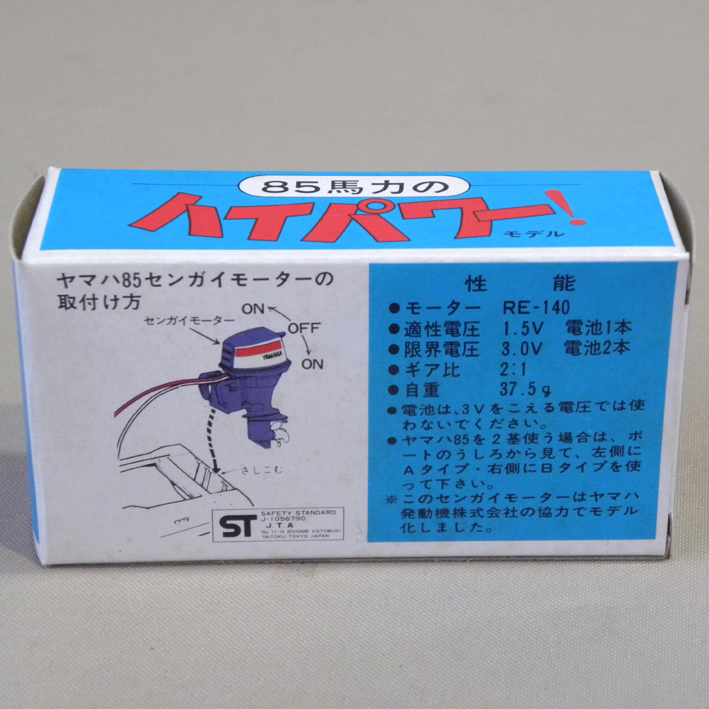 85馬力の
ハイパワー!
モデル
ヤマハ85センガイモーターの
取付け方
センガイモーター
ON
OFF
ON
YAMAHA
さしこむ
ST
SAFETY STANDARD
J-1056790
J.T.A
TAITOKU.TOKYO JAPAN
性能
●モーター RE-140
●適性電圧 1.5V 電池1本
●限界電圧 3.0V 電池2本
●ギア比 2:1
●自重 37.5g
●電池は、3Vをこえる電圧では使
わないでください。
●ヤマハ85を2基使う場合は、ボ
ートのうしろから見て、左側に
Aタイプ・右側にBタイプを使
って下さい。
※このセンガイモーターはヤマハ
発動機株式会社の協力でモデル
化しました。